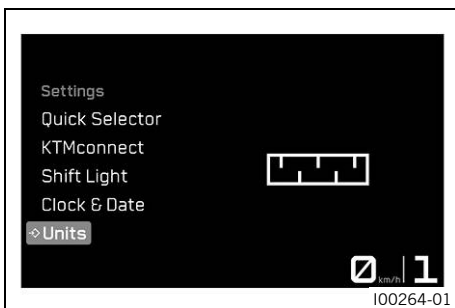 Settings
Quick Selector
KTMconnect
Shift Light
Clock & Date
Units
0 km/h 1
I00264-01